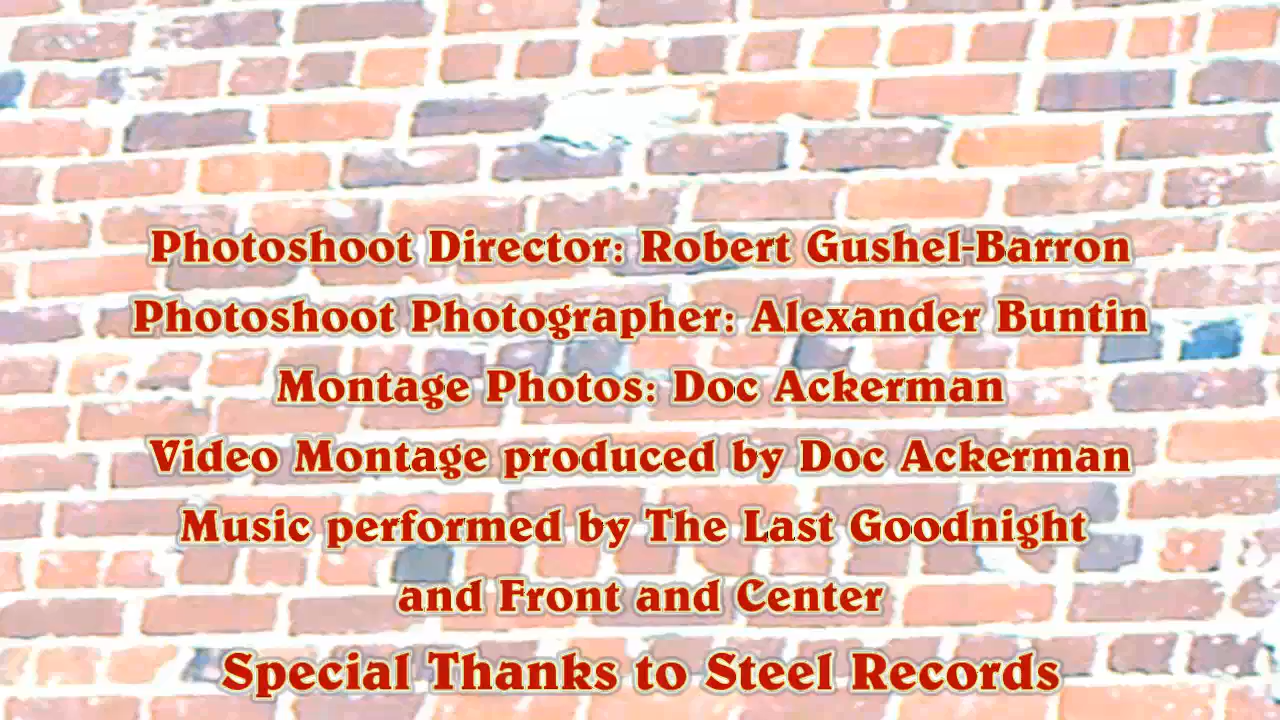 Photoshoot Director: Robert Gushel-Barron
Photoshoot Photographer: Alexander Buntin
Montage Photos: Doc Ackerman
Video Montage produced by Doc Ackerman
Music performed by The Last Goodnight
and Front and Center
Special Thanks to Steel Records